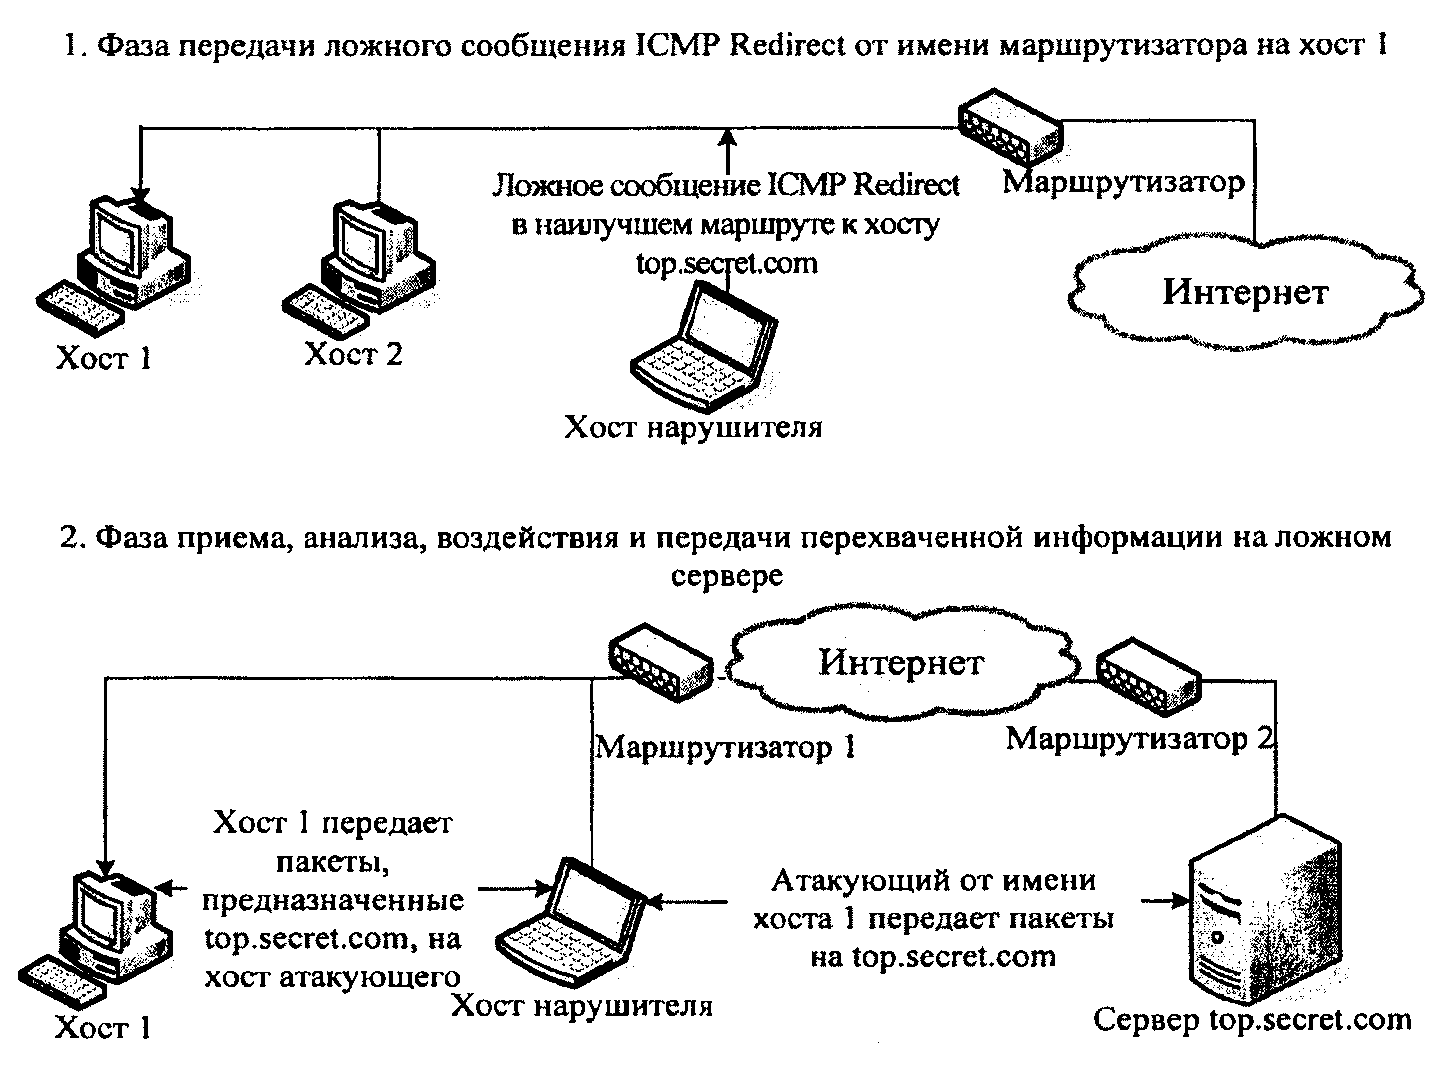 1. Фаза передачи ложного сообщения ICMP Redirect от имени маршрутизатора на хост 1
Маршрутизатор
Ложное сообщение ICMP Redirect
в наилучшем маршруте к хосту
top.secret.com
Интернет
Хост 1
Хост 2
Хост нарушителя
2. Фаза приема, анализа, воздействия и передачи перехваченной информации на ложном
сервере
Интернет
Маршрутизатор 1
Маршрутизатор 2
Хост 1 передает
пакеты,
предназначенные
top.secret.com, на
хост атакующего
Атакующий от имени
хоста 1 передает пакеты
на top.secret.com
Хост 1
Хост нарушителя
Сервер top.secret.com